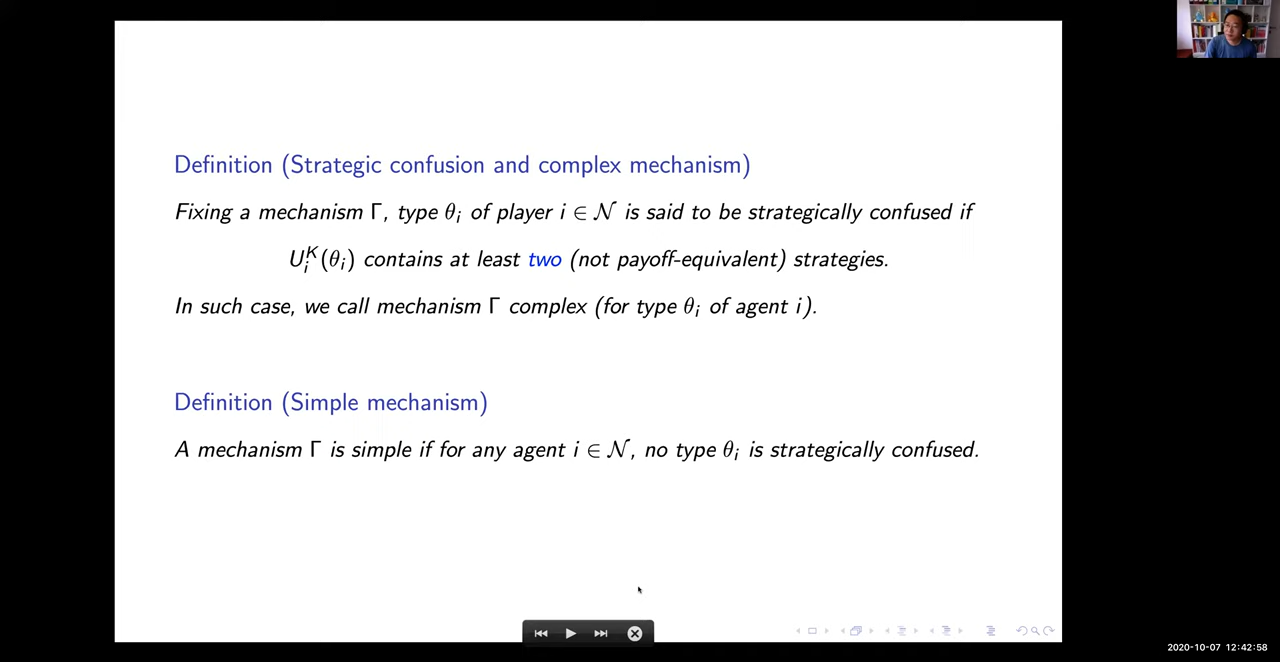 Definition (Strategic confusion and complex mechanism)
Fixing a mechanism Γ, type θᵢ of player i ∈ 𝒩 is said to be strategically confused if
Uᵢᴷ(θᵢ) contains at least two (not payoff-equivalent) strategies.
In such case, we call mechanism Γ complex (for type θᵢ of agent i).
Definition (Simple mechanism)
A mechanism Γ is simple if for any agent i ∈ 𝒩, no type θᵢ is strategically confused.
2020-10-07 12:42:58